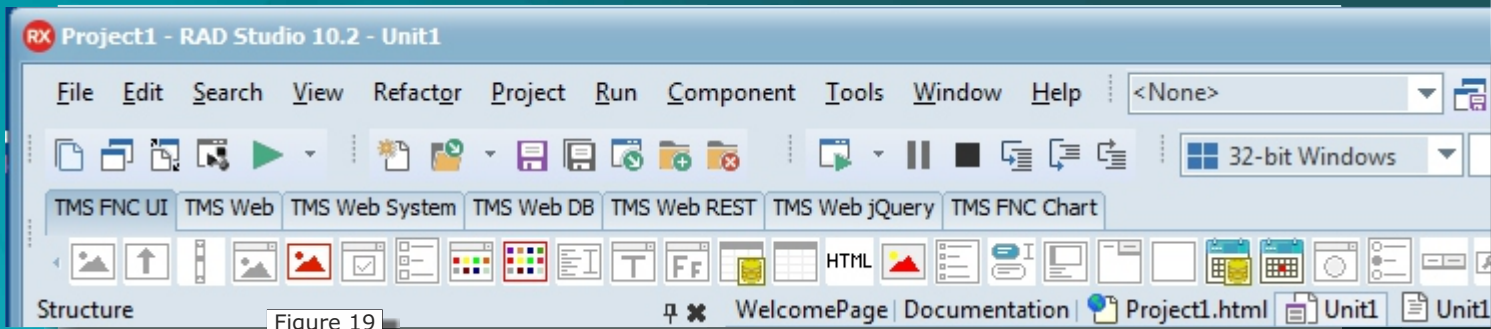 RX Project1 - RAD Studio 10.2 - Unit1
File Edit Search View Refactor Project Run Component Tools Window Help <None>
32-bit Windows
TMS FNC UI TMS Web TMS Web System TMS Web DB TMS Web REST TMS Web jQuery TMS FNC Chart
T FF HTML
Structure WelcomePage Documentation Project1.html Unit1 Unit1
Figure 19